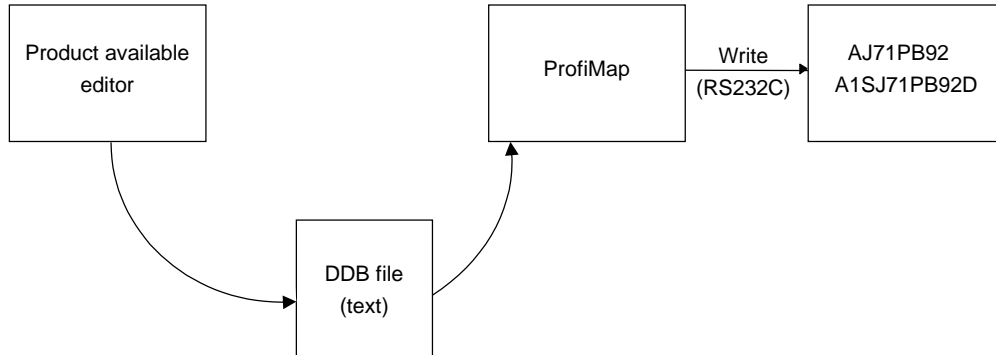 Product available
editor
ProfiMap
Write
(RS232C)
AJ71PB92
A1SJ71PB92D
DDB file
(text)